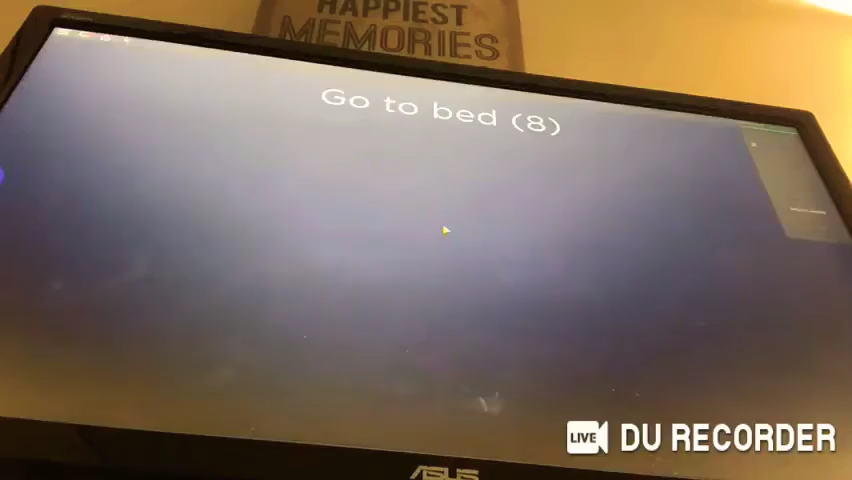 HAPPIEST
MEMORIES
Go to bed (8)
LIVE DU RECORDER
ASUS